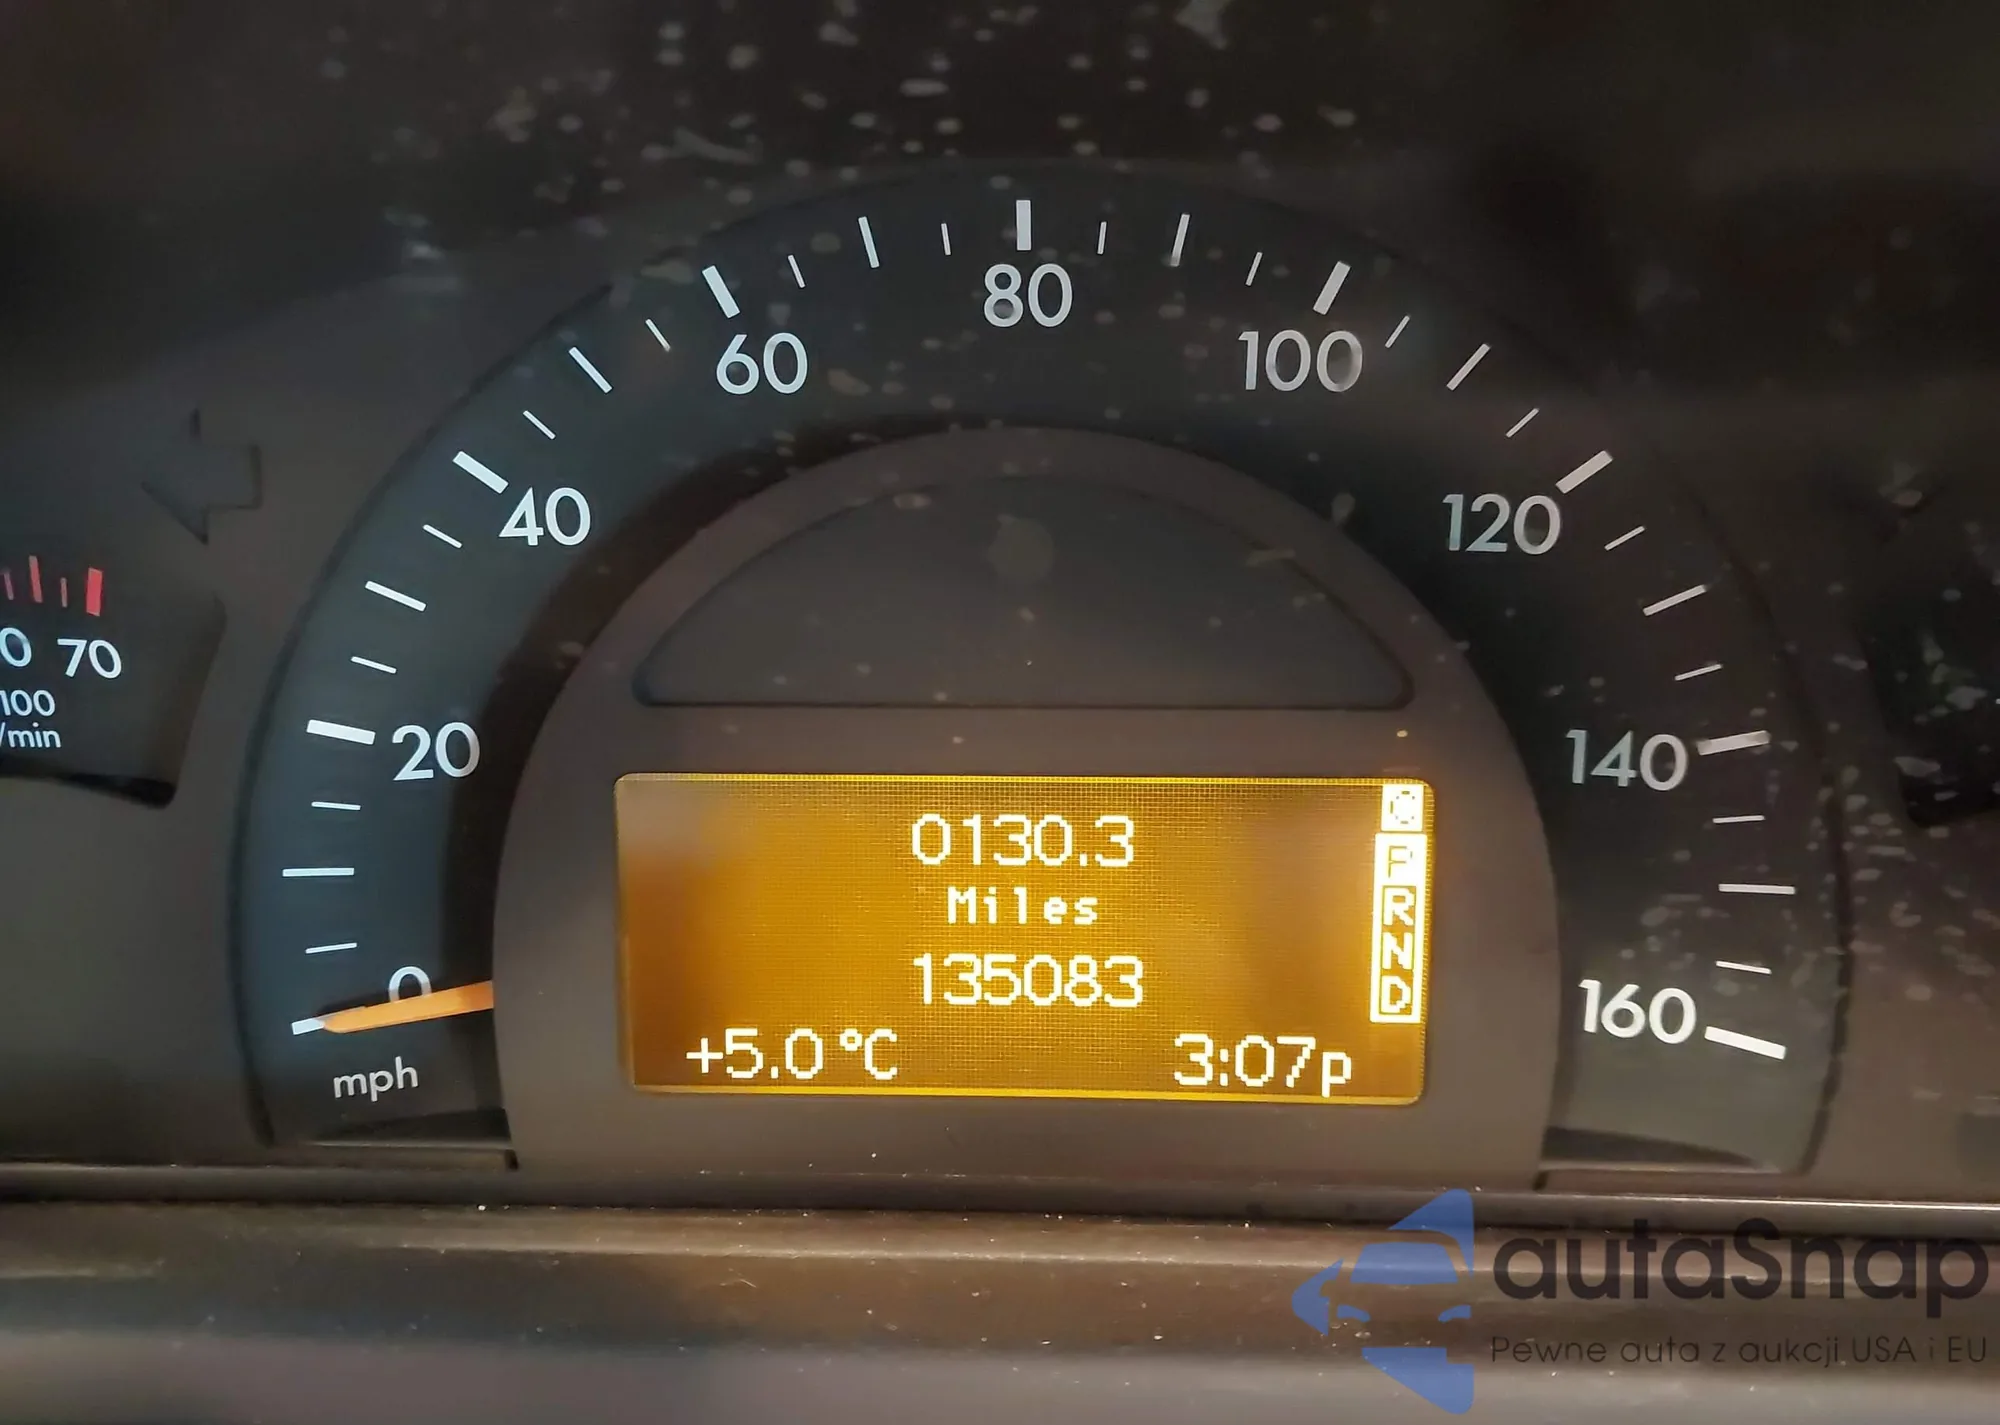 80
60
100
40
120
0 70
100
/min
20
140
0130.3
Miles
135083
+5.0 °C
3:07p
C
P
R
N
D
0
160
mph
autaSnap
Pewne auta z aukcji USA i EU